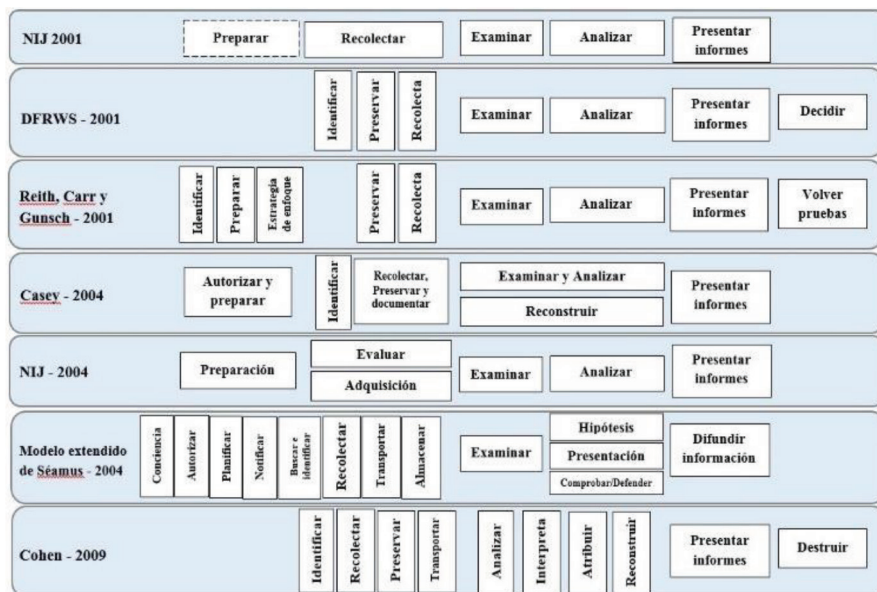 NIJ 2001
Preparar
Recolectar
Examinar
Analizar
Presentar
informes
DFRWS - 2001
Identificar
Preservar
Recolecta
Examinar
Analizar
Presentar
informes
Decidir
Reith, Carr y
Gunsch - 2001
Identificar
Preparar
Estrategia
de enfoque
Preservar
Recolecta
Examinar
Analizar
Presentar
informes
Volver
pruebas
Casey - 2004
Autorizar y
preparar
Identificar
Recolectar,
Preservar y
documentar
Examinar y Analizar
Reconstruir
Presentar
informes
NIJ - 2004
Preparación
Evaluar
Adquisición
Examinar
Analizar
Presentar
informes
Modelo extendido
de Séamus - 2004
Conciencia
Autorizar
Planificar
Notificar
Buscar e
identificar
Recolectar
Transportar
Almacenar
Examinar
Hipótesis
Presentación
Comprobar/Defender
Difundir
información
Cohen - 2009
Identificar
Recolectar
Preservar
Transportar
Analizar
Interpreta
Atribuir
Reconstruir
Presentar
informes
Destruir